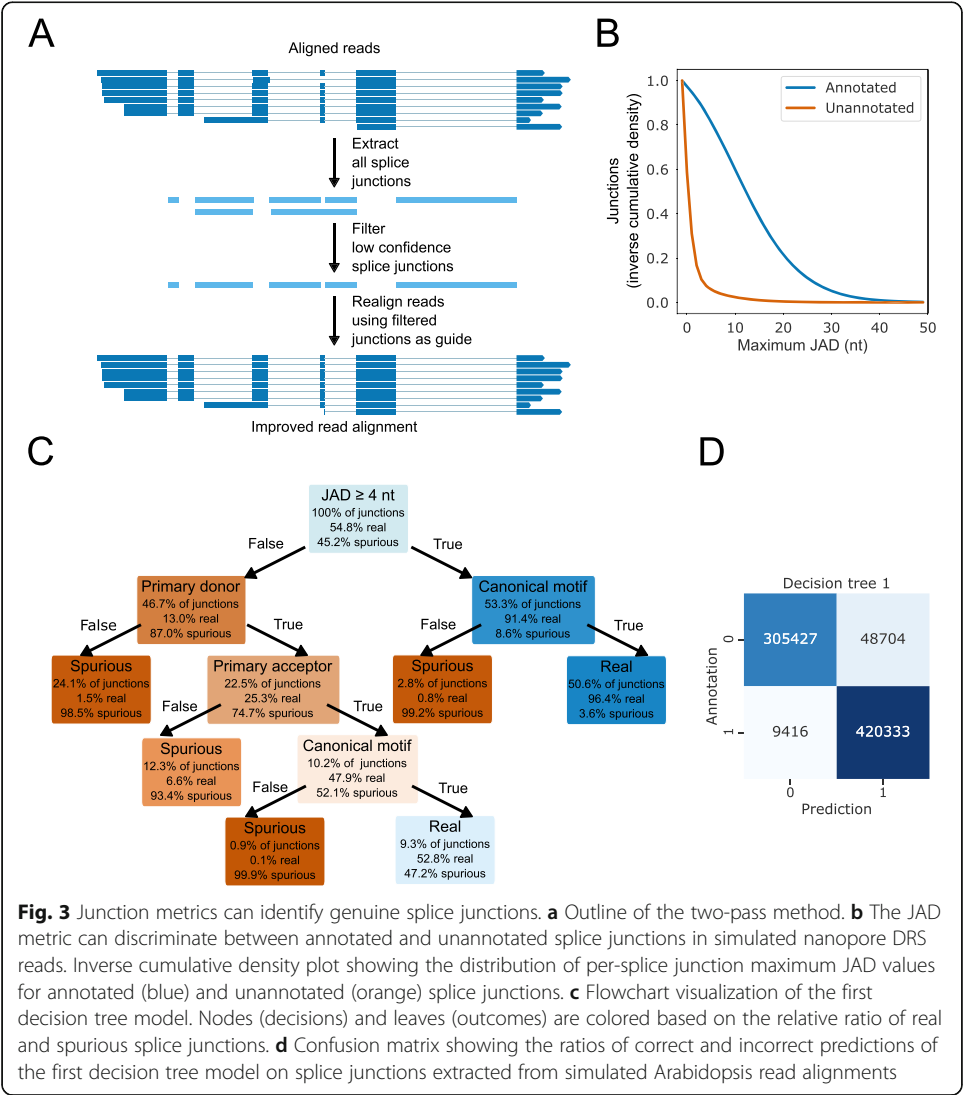 A
Aligned reads
Extract
all splice
junctions
Filter
low confidence
splice junctions
Realign reads
using filtered
junctions as guide
Improved read alignment
B
Junctions
(inverse cumulative density)
1.0
0.8
0.6
0.4
0.2
0.0
Annotated
Unannotated
0 10 20 30 40 50
Maximum JAD (nt)
C
JAD ≥ 4 nt
100% of junctions
54.8% real
45.2% spurious
False
True
Primary donor
46.7% of junctions
13.0% real
87.0% spurious
Canonical motif
53.3% of junctions
91.4% real
8.6% spurious
False
True
False
True
Spurious
24.1% of junctions
1.5% real
98.5% spurious
Primary acceptor
22.5% of junctions
25.3% real
74.7% spurious
Spurious
2.8% of junctions
0.8% real
99.2% spurious
Real
50.6% of junctions
96.4% real
3.6% spurious
False
True
Spurious
12.3% of junctions
6.6% real
93.4% spurious
Canonical motif
10.2% of junctions
47.9% real
52.1% spurious
False
True
Spurious
0.9% of junctions
0.1% real
99.9% spurious
Real
9.3% of junctions
52.8% real
47.2% spurious
D
Decision tree 1
Annotation
0
305427 48704
1
9416 420333
0 1
Prediction
Fig. 3 Junction metrics can identify genuine splice junctions. a Outline of the two-pass method. b The JAD
metric can discriminate between annotated and unannotated splice junctions in simulated nanopore DRS
reads. Inverse cumulative density plot showing the distribution of per-splice junction maximum JAD values
for annotated (blue) and unannotated (orange) splice junctions. c Flowchart visualization of the first
decision tree model. Nodes (decisions) and leaves (outcomes) are colored based on the relative ratio of real
and spurious splice junctions. d Confusion matrix showing the ratios of correct and incorrect predictions of
the first decision tree model on splice junctions extracted from simulated Arabidopsis read alignments